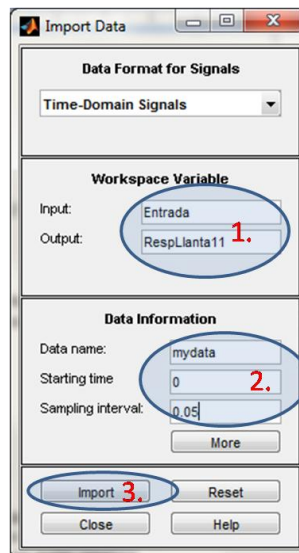 Import Data
Data Format for Signals
Time-Domain Signals
Workspace Variable
Input: Entrada
Output: RespLlanta11
1.
Data Information
Data name: mydata
Starting time 0
2.
Sampling interval: 0.05
More
Import 3. Reset
Close Help